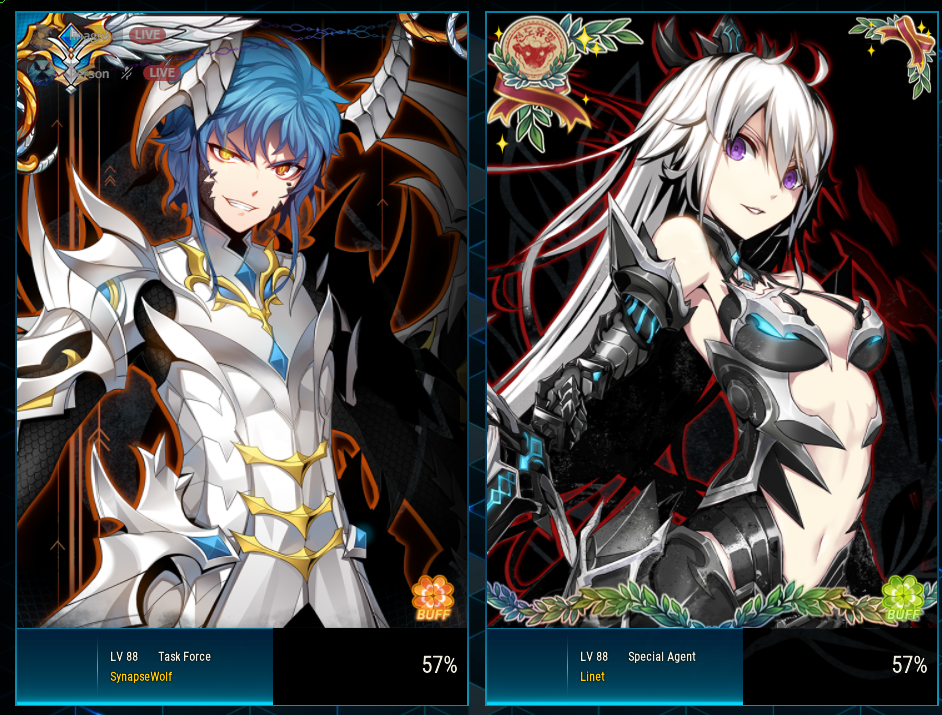 LIVE
LIVE
BUFF
BUFF
LV 88 Task Force
SynapseWolf
57%
LV 88 Special Agent
Linet
57%